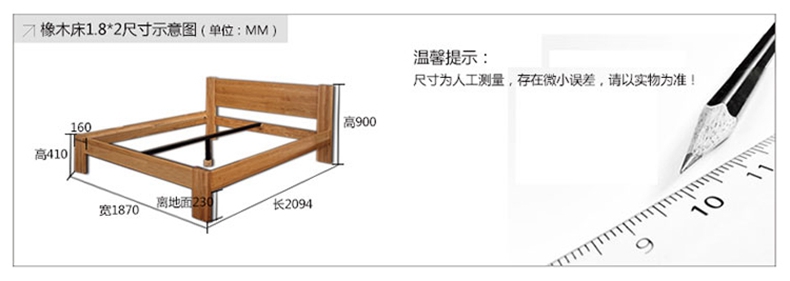 橡木床1.8*2尺寸示意图（单位：MM）
温馨提示：
尺寸为人工测量，存在微小误差，请以实物为准！
160
高410
高900
宽1870
离地面230
长2094
9
10
11